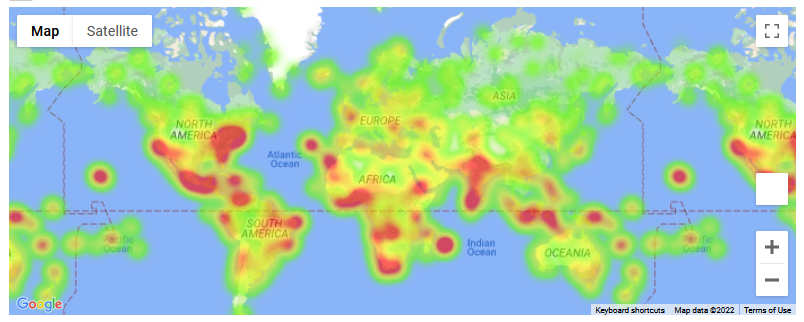 Map
Satellite
NORTH
AMERICA
ASIA
EUROPE
NORTH
AMERICA
Atlantic
Ocean
AFRICA
SOUTH
AMERICA
Pacific
Ocean
Indian
Ocean
OCEANIA
Pacific
Ocean
Google
Keyboard shortcuts
Map data ©2022
Terms of Use